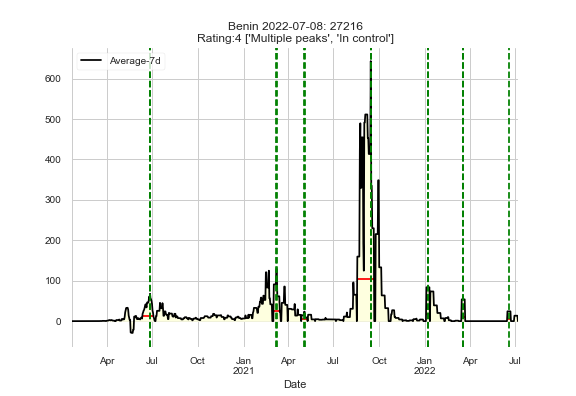 Benin 2022-07-08: 27216
Rating:4 ['Multiple peaks', 'In control']
Average-7d
600
500
400
300
200
100
0
Apr Jul Oct Jan Apr Jul Oct Jan Apr Jul
2021 2022
Date